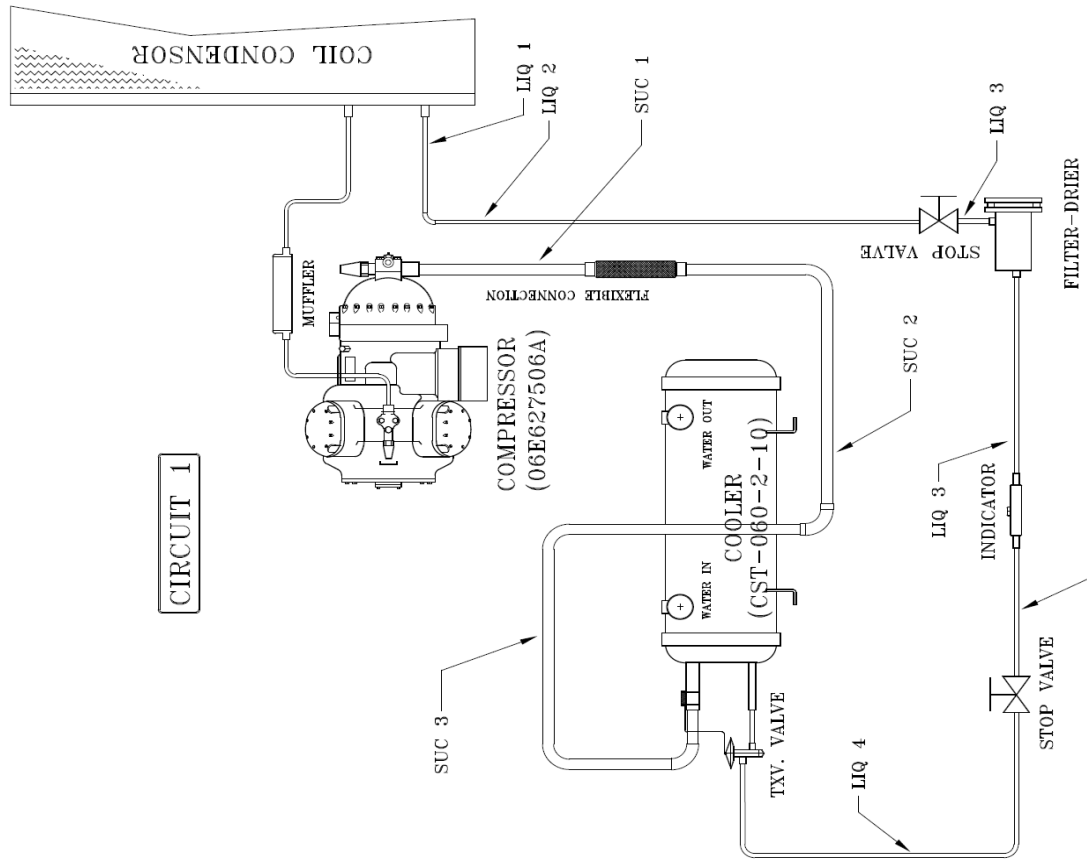 CIRCUIT 1
COIL CONDENSOR
LIQ 1
LIQ 2
SUC 1
LIQ 3
MUFFLER
FLEXIBLE CONNECTION
STOP VALVE
FILTER-DRIER
COMPRESSOR
(06E627506A)
SUC 2
WATER OUT
WATER IN
COOLER
(CST-060-2-10)
LIQ 3
INDICATOR
SUC 3
TXV. VALVE
LIQ 4
STOP VALVE